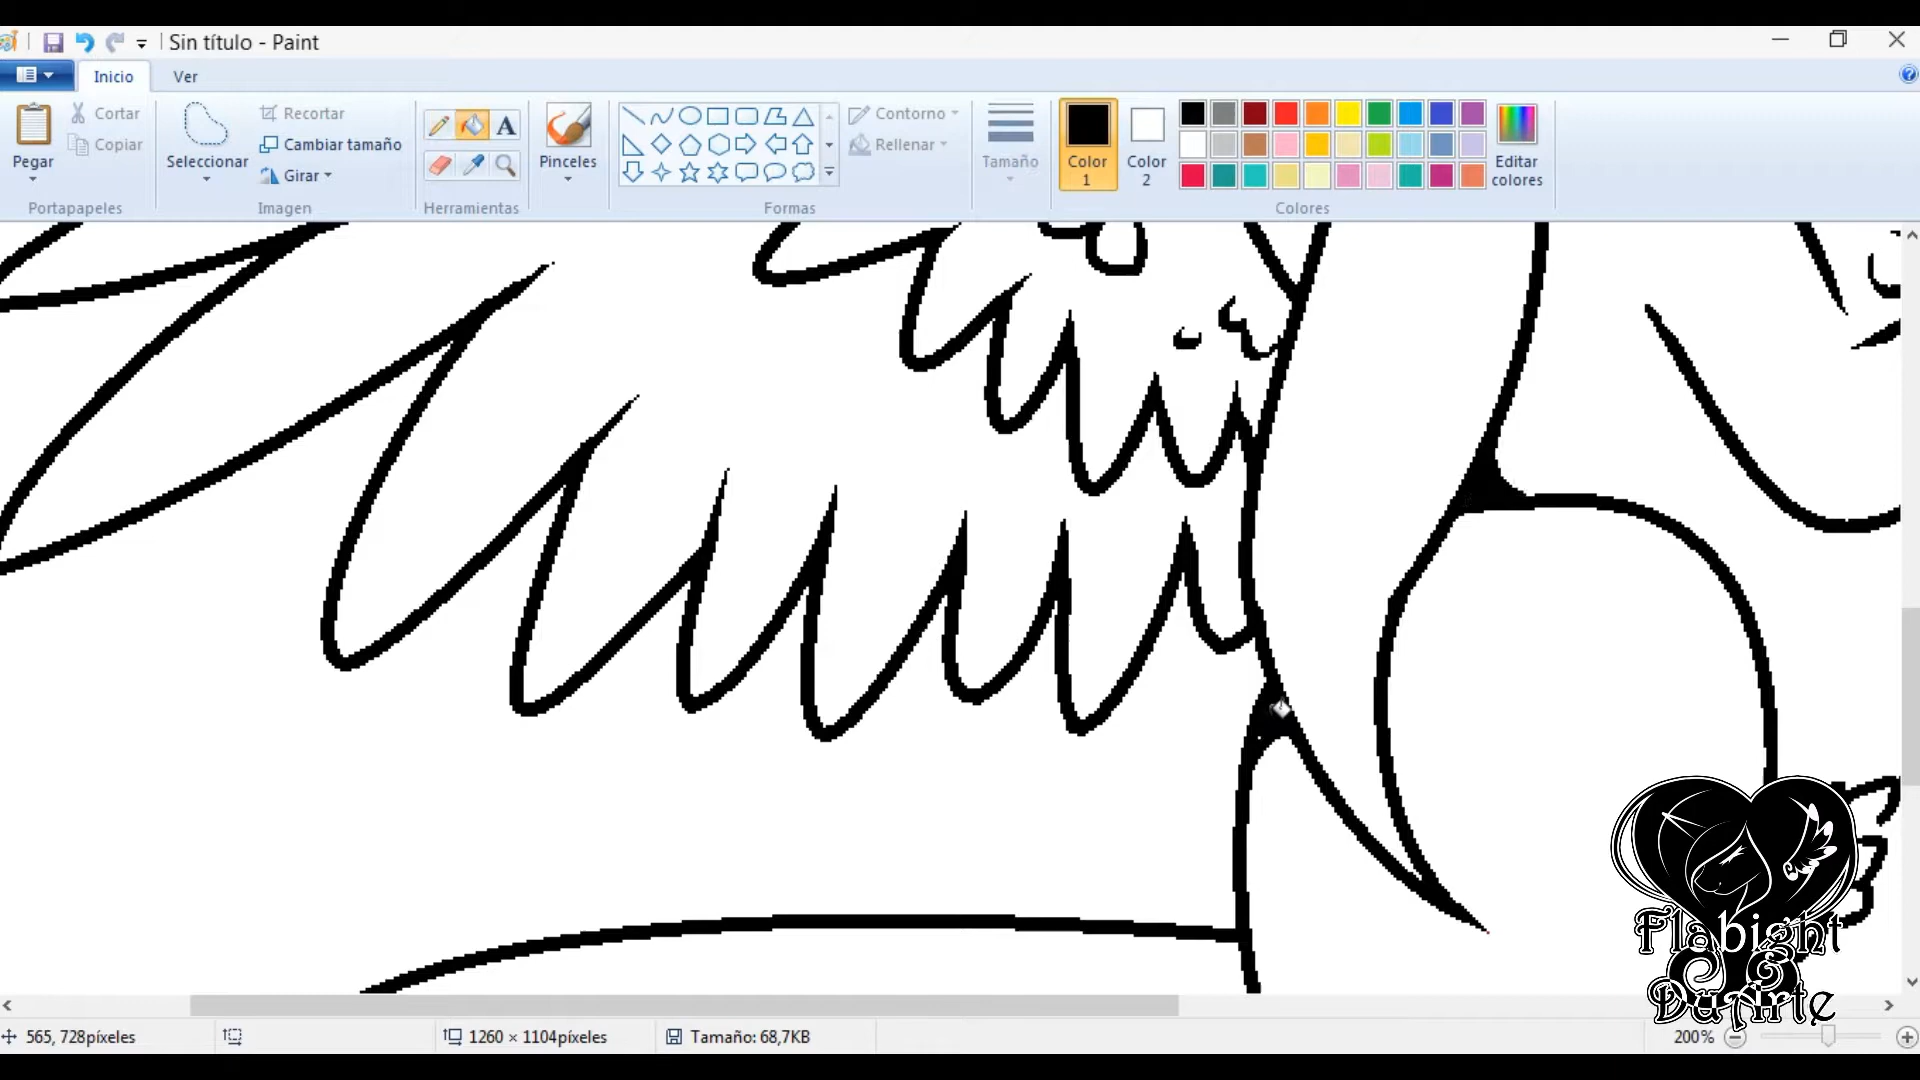 Sin título - Paint
Inicio Ver
Pegar
Cortar
Copiar
Portapapeles
Seleccionar
Recortar
Cambiar tamaño
Girar
Imagen
A
Herramientas
Pinceles
Contorno
Rellenar
Formas
Tamaño
Color
1
Color
2
Editar
colores
Colores
Flabight
DuArte
565, 728píxeles
1260 × 1104píxeles
Tamaño: 68,7KB
200%